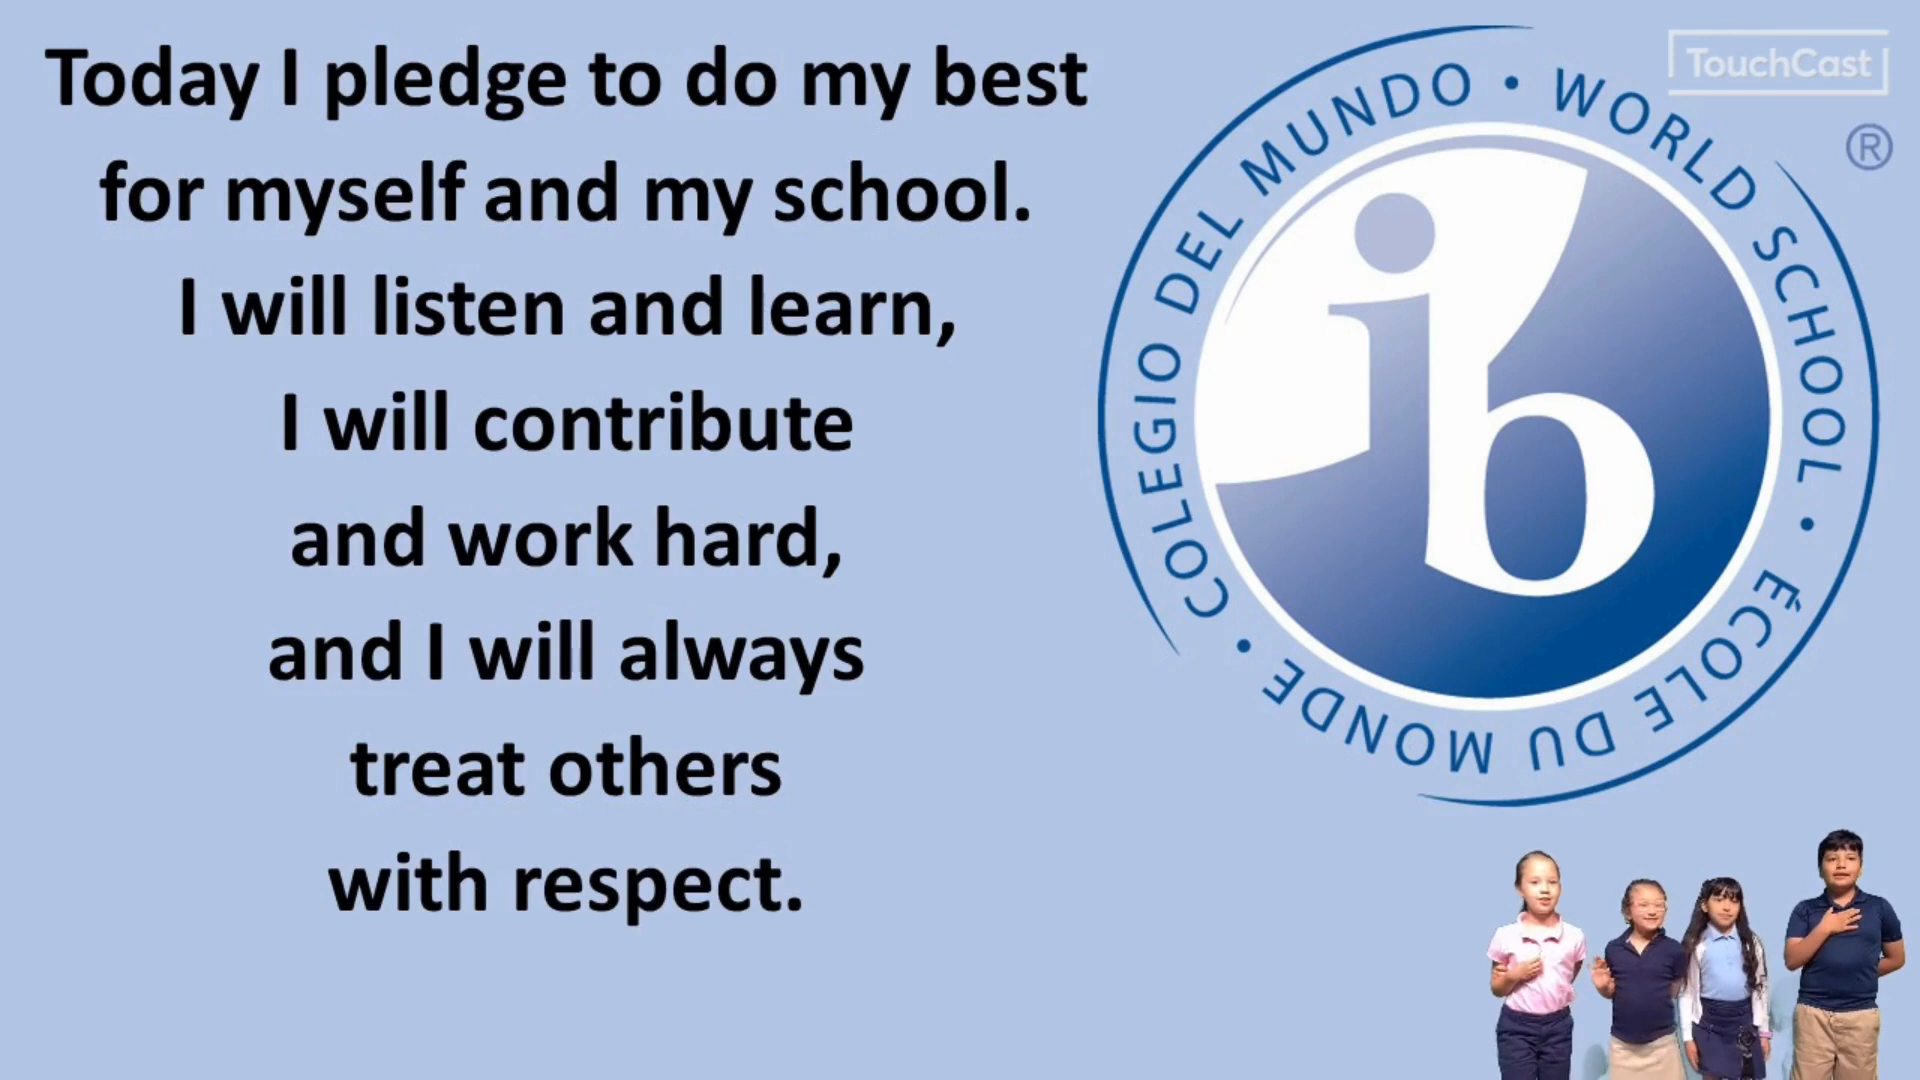 Today I pledge to do my best
for myself and my school.
I will listen and learn,
I will contribute
and work hard,
and I will always
treat others
with respect.
TouchCast
®
COLEGIO DEL MUNDO • WORLD SCHOOL • ÉCOLE DU MONDE •
ib